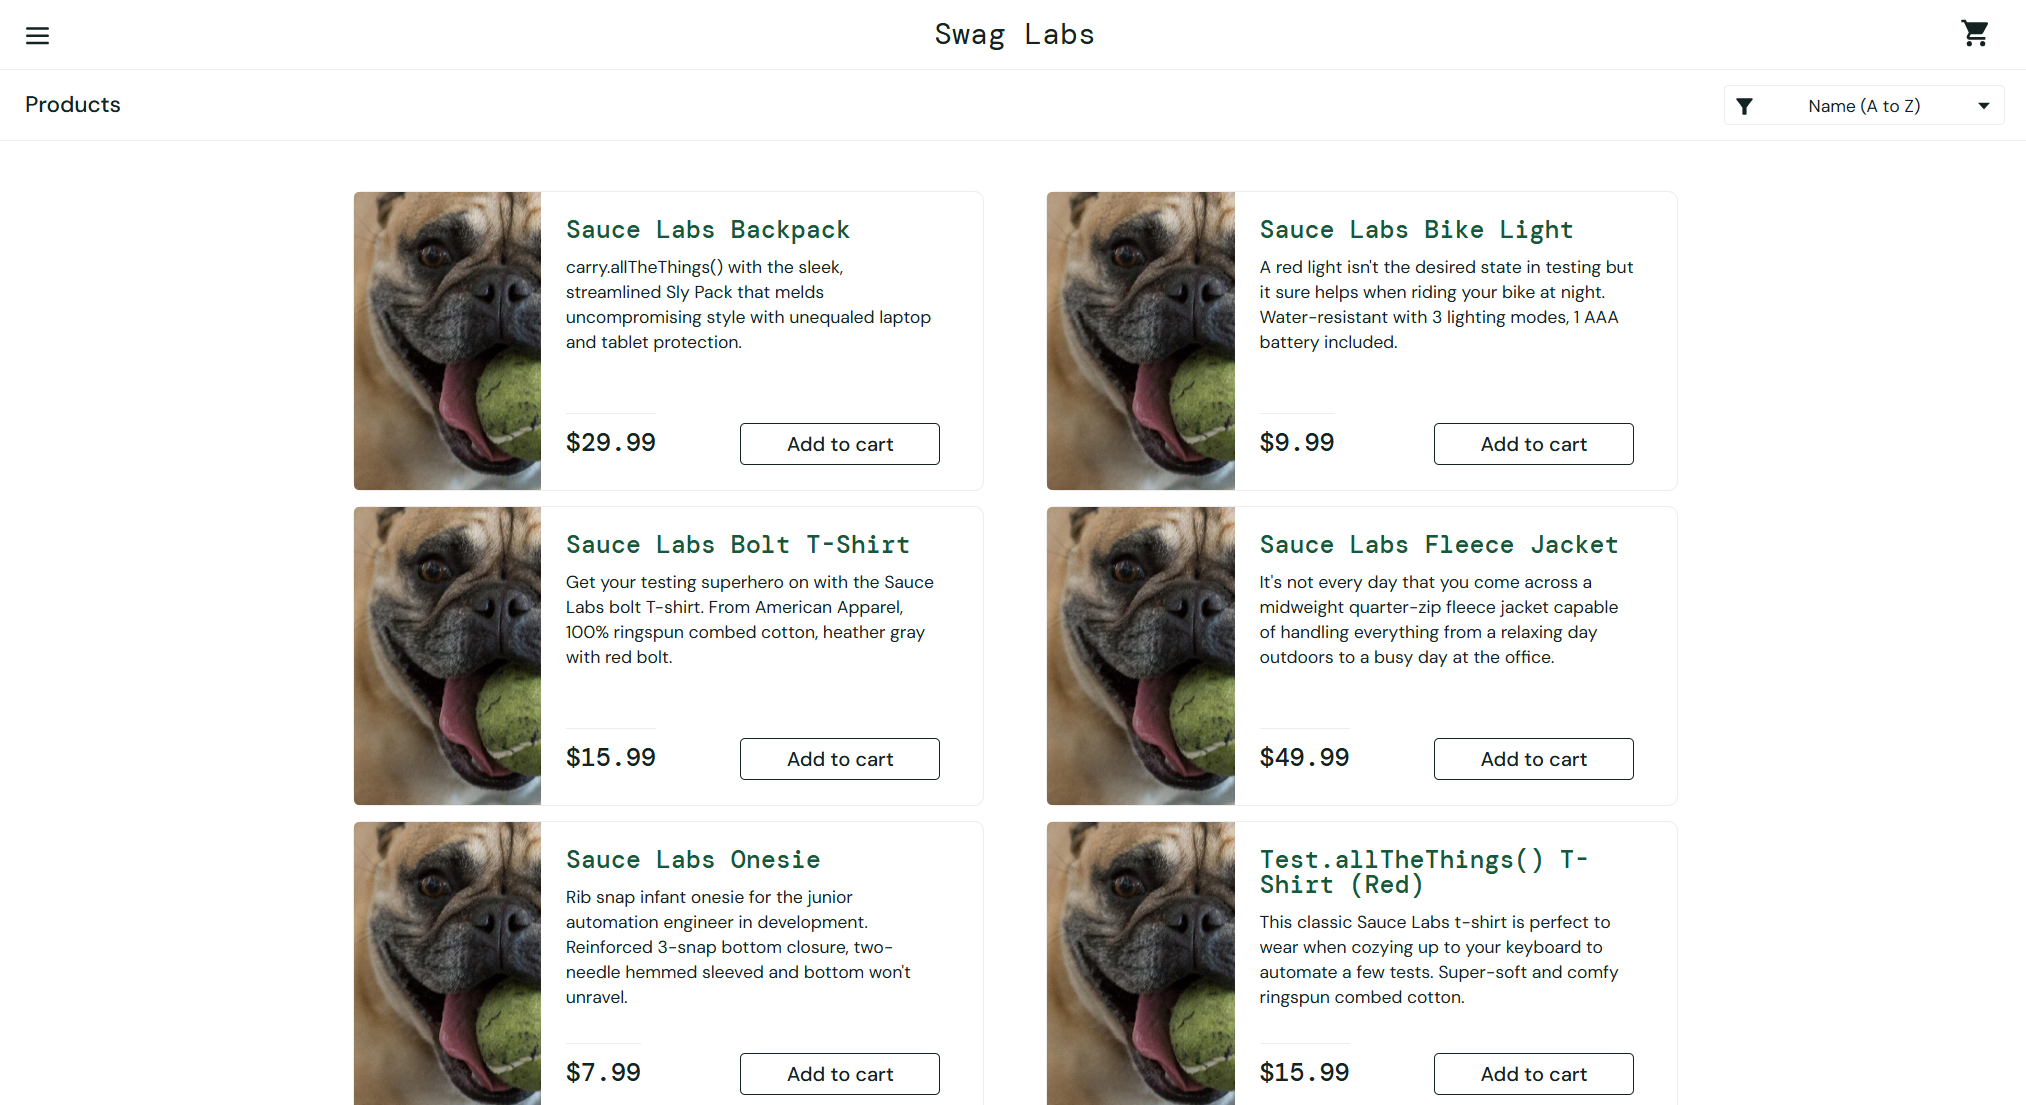 Swag Labs
Products
Name (A to Z)
Sauce Labs Backpack
carry.allTheThings() with the sleek,
streamlined Sly Pack that melds
uncompromising style with unequaled laptop
and tablet protection.
$29.99
Add to cart
Sauce Labs Bike Light
A red light isn't the desired state in testing but
it sure helps when riding your bike at night.
Water-resistant with 3 lighting modes, 1 AAA
battery included.
$9.99
Add to cart
Sauce Labs Bolt T-Shirt
Get your testing superhero on with the Sauce
Labs bolt T-shirt. From American Apparel,
100% ringspun combed cotton, heather gray
with red bolt.
$15.99
Add to cart
Sauce Labs Fleece Jacket
It's not every day that you come across a
midweight quarter-zip fleece jacket capable
of handling everything from a relaxing day
outdoors to a busy day at the office.
$49.99
Add to cart
Sauce Labs Onesie
Rib snap infant onesie for the junior
automation engineer in development.
Reinforced 3-snap bottom closure, two-
needle hemmed sleeved and bottom won't
unravel.
$7.99
Add to cart
Test.allTheThings() T-
Shirt (Red)
This classic Sauce Labs t-shirt is perfect to
wear when cozying up to your keyboard to
automate a few tests. Super-soft and comfy
ringspun combed cotton.
$15.99
Add to cart